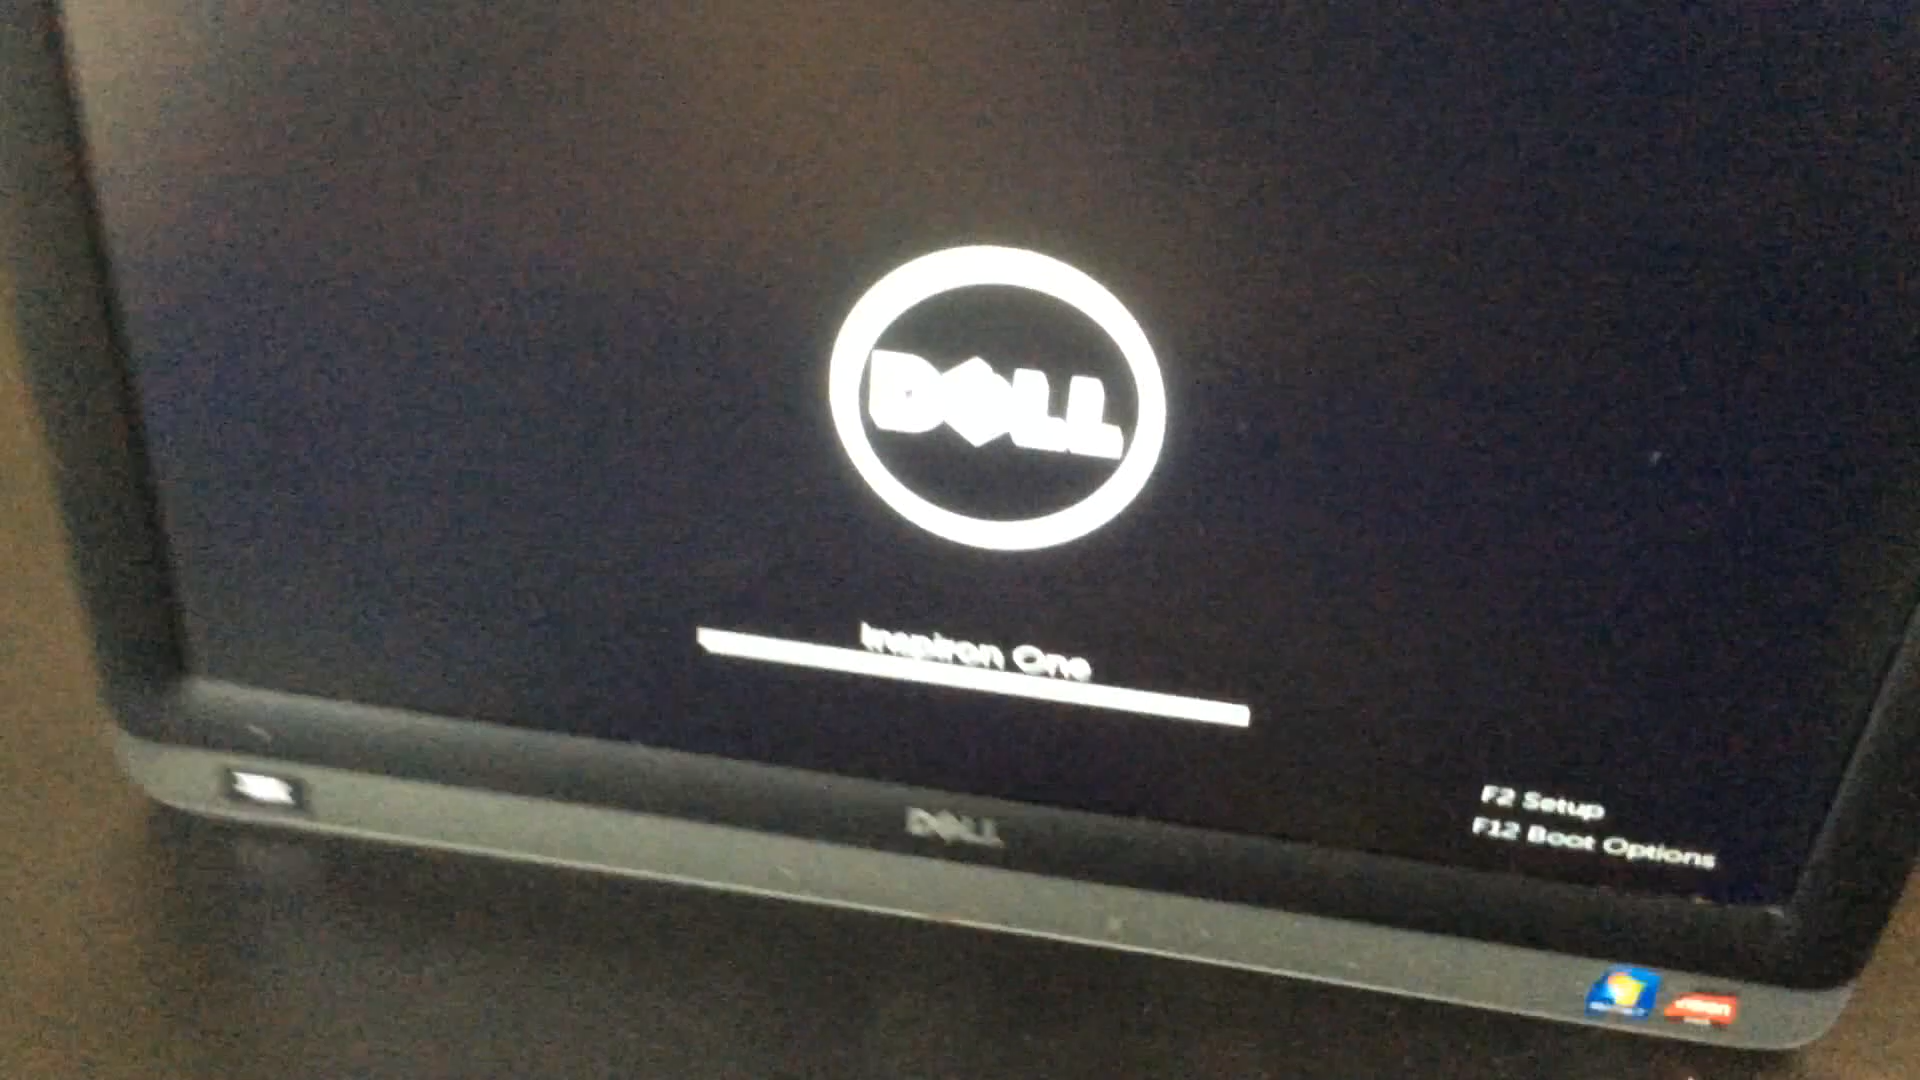 DELL
Inspiron One
F2 Setup
F12 Boot Options
DELL